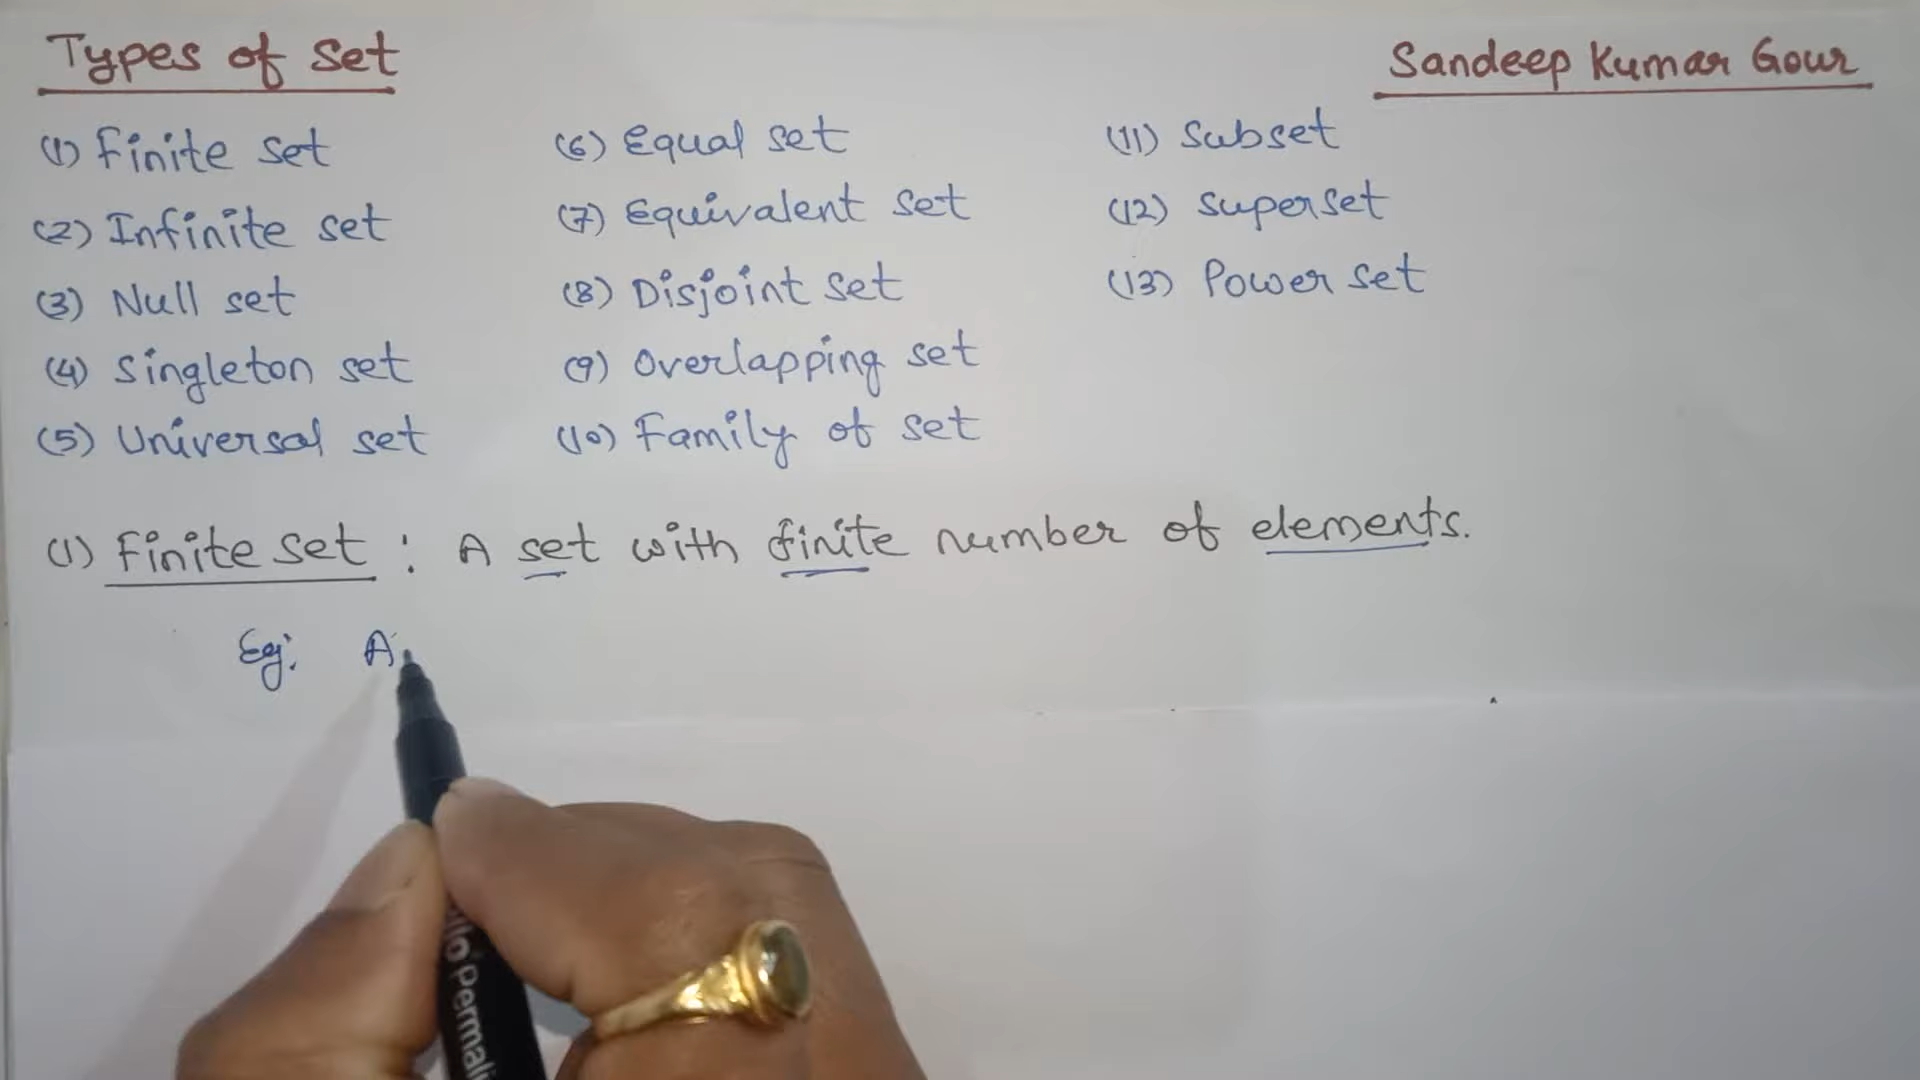 Types of Set
Sandeep Kumar Gour
(1) Finite set
(2) Infinite set
(3) Null set
(4) Singleton set
(5) Universal set
(6) Equal set
(7) Equivalent set
(8) Disjoint set
(9) Overlapping set
(10) Family of set
(11) Subset
(12) Superset
(13) Power set
(1) Finite set : A set with finite number of elements.
Eg: A